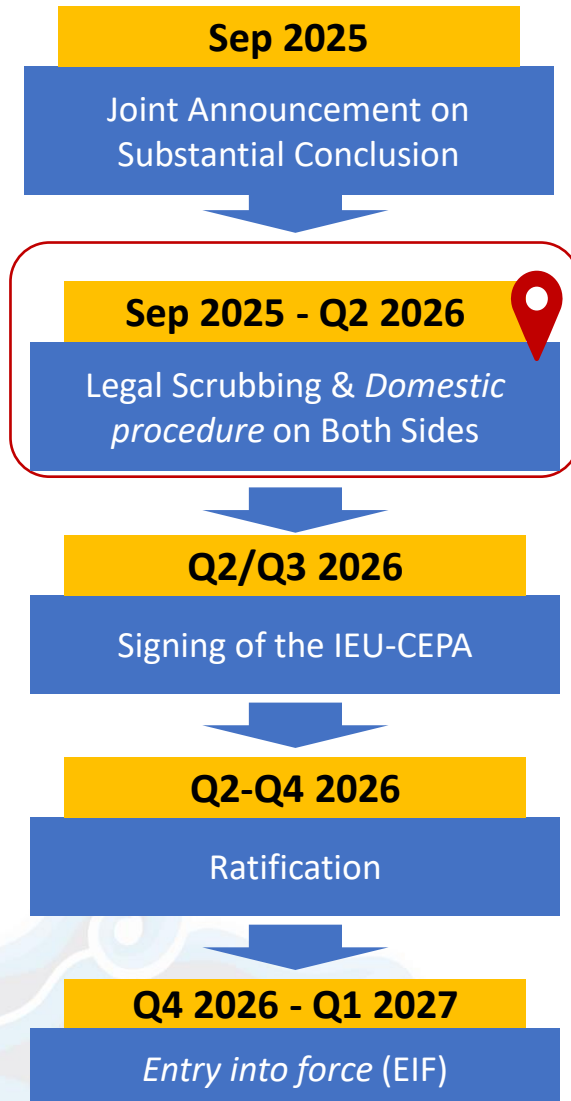 Sep 2025
Joint Announcement on
Substantial Conclusion
Sep 2025 - Q2 2026
Legal Scrubbing & Domestic
procedure on Both Sides
Q2/Q3 2026
Signing of the IEU-CEPA
Q2-Q4 2026
Ratification
Q4 2026 - Q1 2027
Entry into force (EIF)